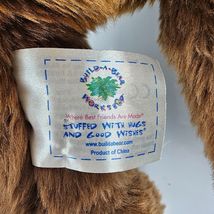 BUILD-A-BEAR
WORKSHOP
Where Best Friends Are Made®
"STUFFED WITH HUGS
AND GOOD WISHES"
www.buildabear.com
Product of China